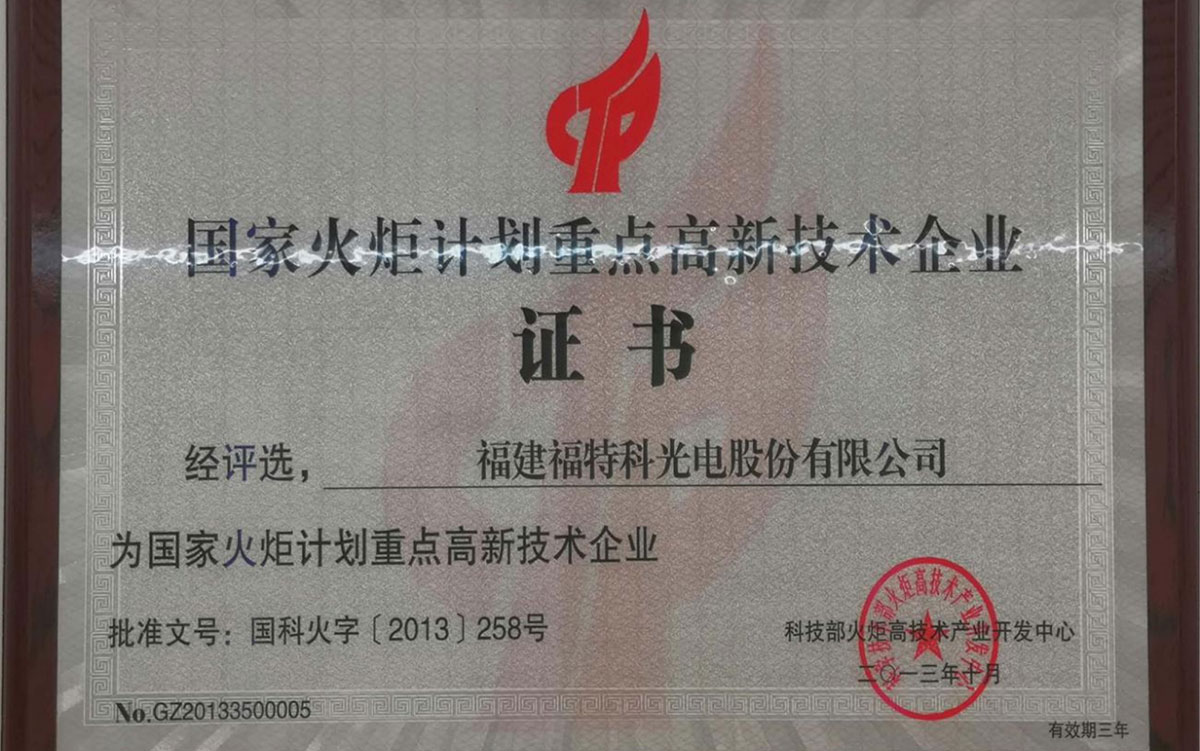 国家火炬计划重点高新技术企业
证书
经评选， 福建福特科光电股份有限公司
为国家火炬计划重点高新技术企业
批准文号：国科火字〔2013〕258号
科技部火炬高技术产业开发中心
二〇一三年十月
No.GZ20133500005
有效期三年